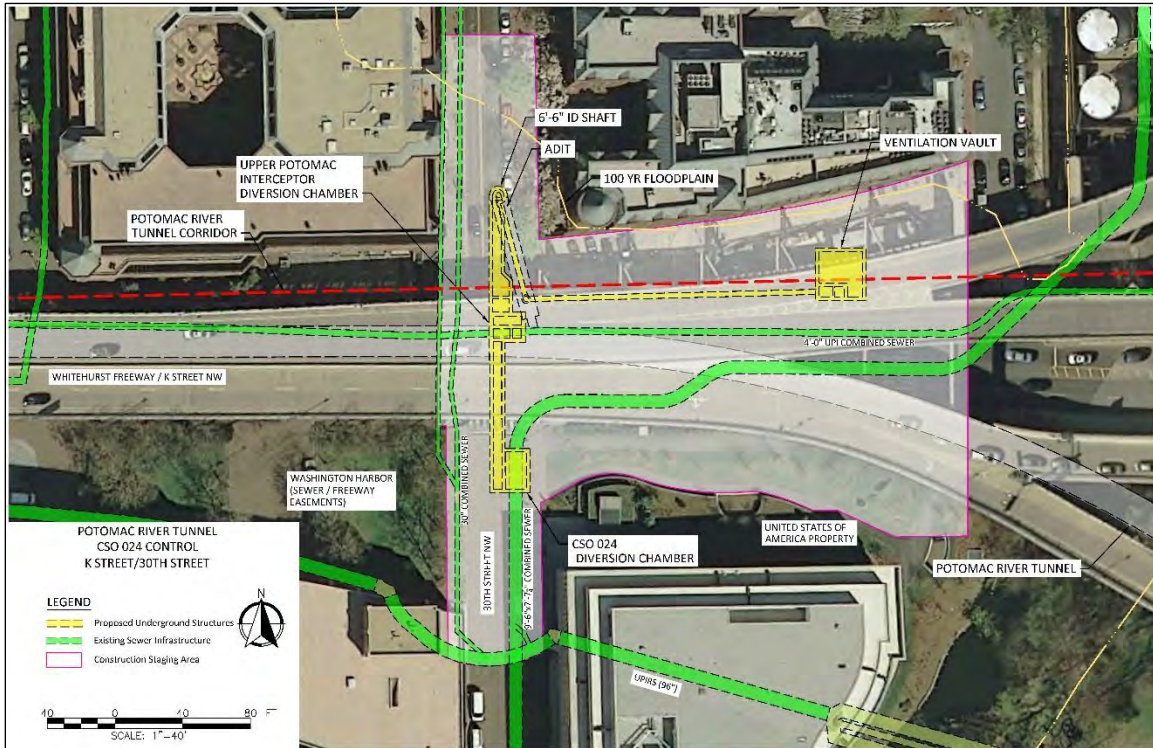 6'-6" ID SHAFT
ADIT
UPPER POTOMAC
INTERCEPTOR
DIVERSION CHAMBER
VENTILATION VAULT
100 YR FLOODPLAIN
POTOMAC RIVER
TUNNEL CORRIDOR
4'-0" UPI COMBINED SEWER
WHITEHURST FREEWAY / K STREET NW
WASHINGTON HARBOR
(SEWER / FREEWAY
EASEMENTS)
30" COMBINED SEWER
30TH STREET NW
COMBINED SEWER
CSO 024
DIVERSION CHAMBER
UNITED STATES OF
AMERICA PROPERTY
POTOMAC RIVER TUNNEL
UPIRS (96")
POTOMAC RIVER TUNNEL
CSO 024 CONTROL
K STREET/30TH STREET
LEGEND
N
Proposed Underground Structures
Existing Sewer Infrastructure
Construction Staging Area
40 0 40 80 F
SCALE: 1"-40'